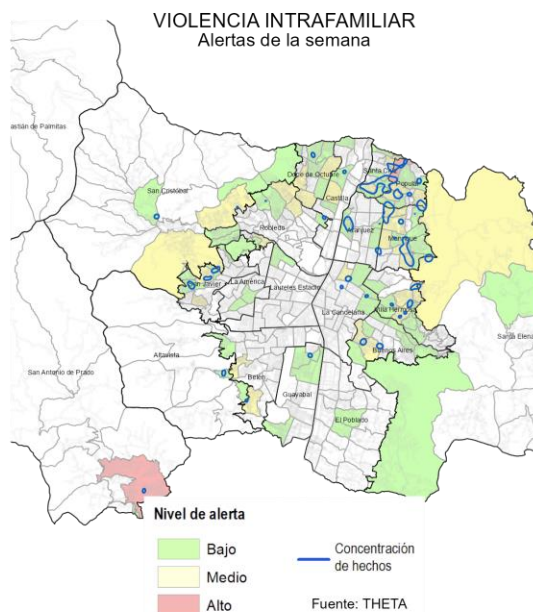 VIOLENCIA INTRAFAMILIAR
Alertas de la semana
San Cristóbal
Doce de Octubre
Santa Cruz
Popular
Castilla
Aranjuez
Manrique
Robledo
San Javier
La América
Laureles Estadio
La Candelaria
Villa Hermosa
Santa Elena
Altavista
Buenos Aires
San Antonio de Prado
Belén
Guayabal
El Poblado
Nivel de alerta
Bajo
Medio
Alto
Concentración
de hechos
Fuente: THETA